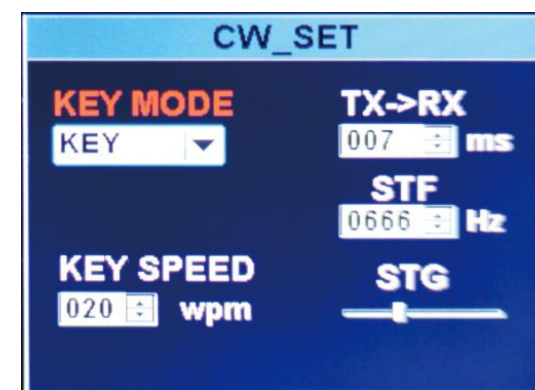 CW_SET
KEY MODE
KEY
TX->RX
007 ms
STF
0666 Hz
KEY SPEED
020 wpm
STG